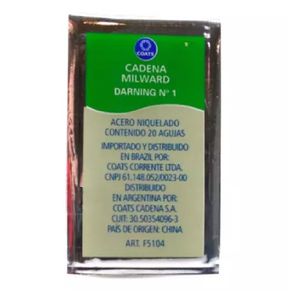 COATS
CADENA
MILWARD
DARNING Nº 1
ACERO NIQUELADO
CONTENIDO 20 AGUJAS
IMPORTADO Y DISTRIBUIDO
EN BRAZIL POR:
COATS CORRENTE LTDA.
CNPJ 61.148.052/0023-00
DISTRIBUIDO
EN ARGENTINA POR:
COATS CADENA S.A.
CUIT: 30.50354096-3
PAÍS DE ORIGEN: CHINA
ART. F5104